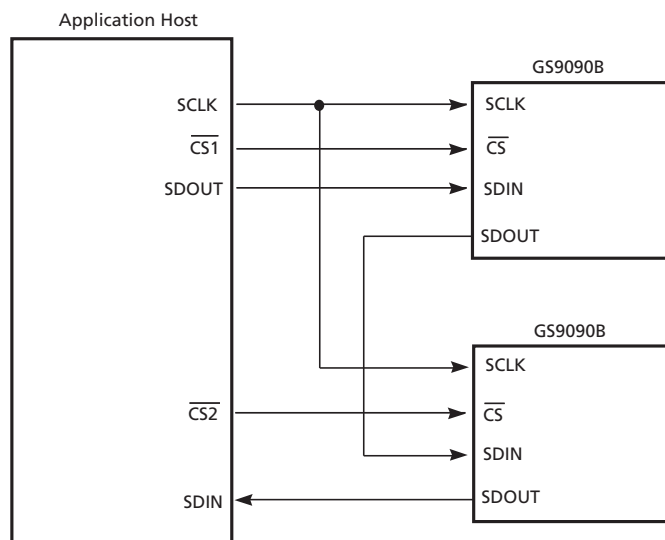 Application Host
SCLK
CS1
SDOUT
CS2
SDIN
GS9090B
SCLK
CS
SDIN
SDOUT
GS9090B
SCLK
CS
SDIN
SDOUT